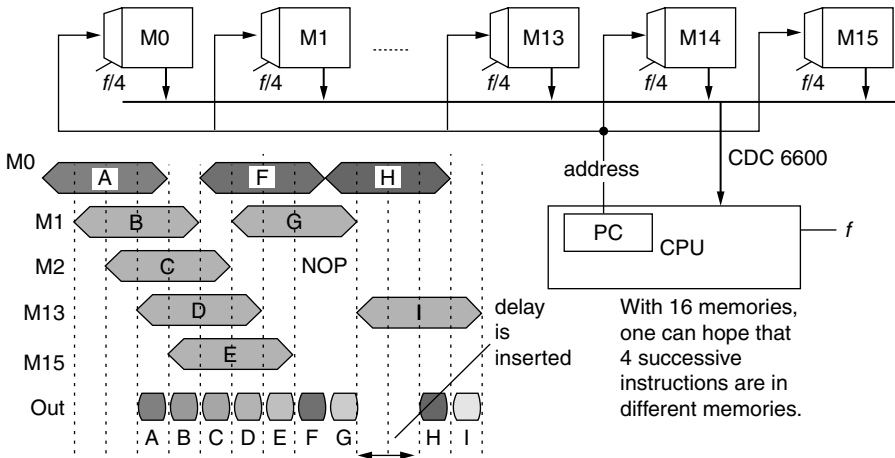 M0 M1 ........ M13 M14 M15
f/4 f/4 f/4 f/4 f/4
M0 A F H
address
CDC 6600
M1 B G
PC
CPU
f
M2 C NOP
M13 D I
delay
is
inserted
With 16 memories,
one can hope that
4 successive
instructions are in
different memories.
M15 E
Out
A B C D E F G H I